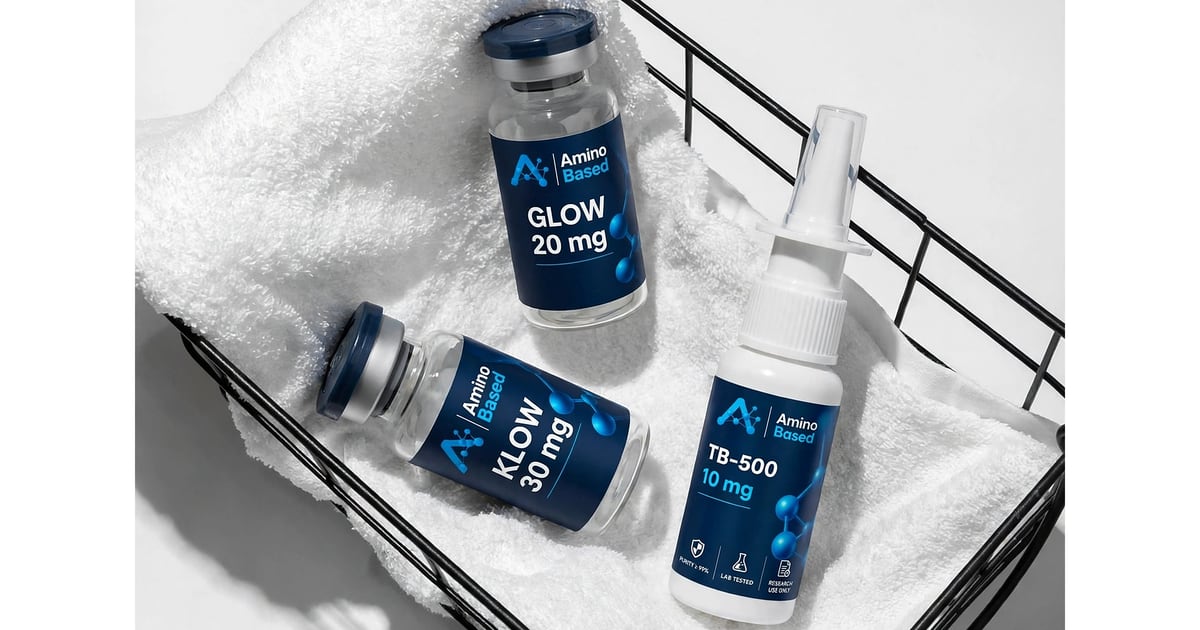 Amino
Based
GLOW
20 mg
Amino
Based
KLOW
30 mg
Amino
Based
TB-500
10 mg
PURITY ≥ 99%
LAB TESTED
RESEARCH
USE ONLY